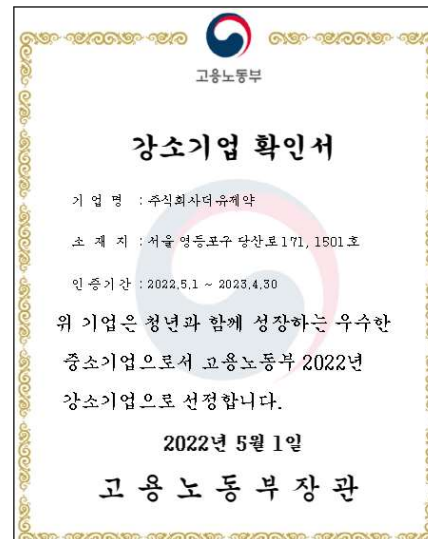 고용노동부
강소기업 확인서
기 업 명 : 주식회사더유제약
소 재 지 : 서울 영등포구 당산로171, 1501호
인증기간 : 2022.5.1 ~ 2023.4.30
위 기업은 청년과 함께 성장하는 우수한
중소기업으로서 고용노동부 2022년
강소기업으로 선정합니다.
2022년 5월 1일
고 용 노 동 부 장 관